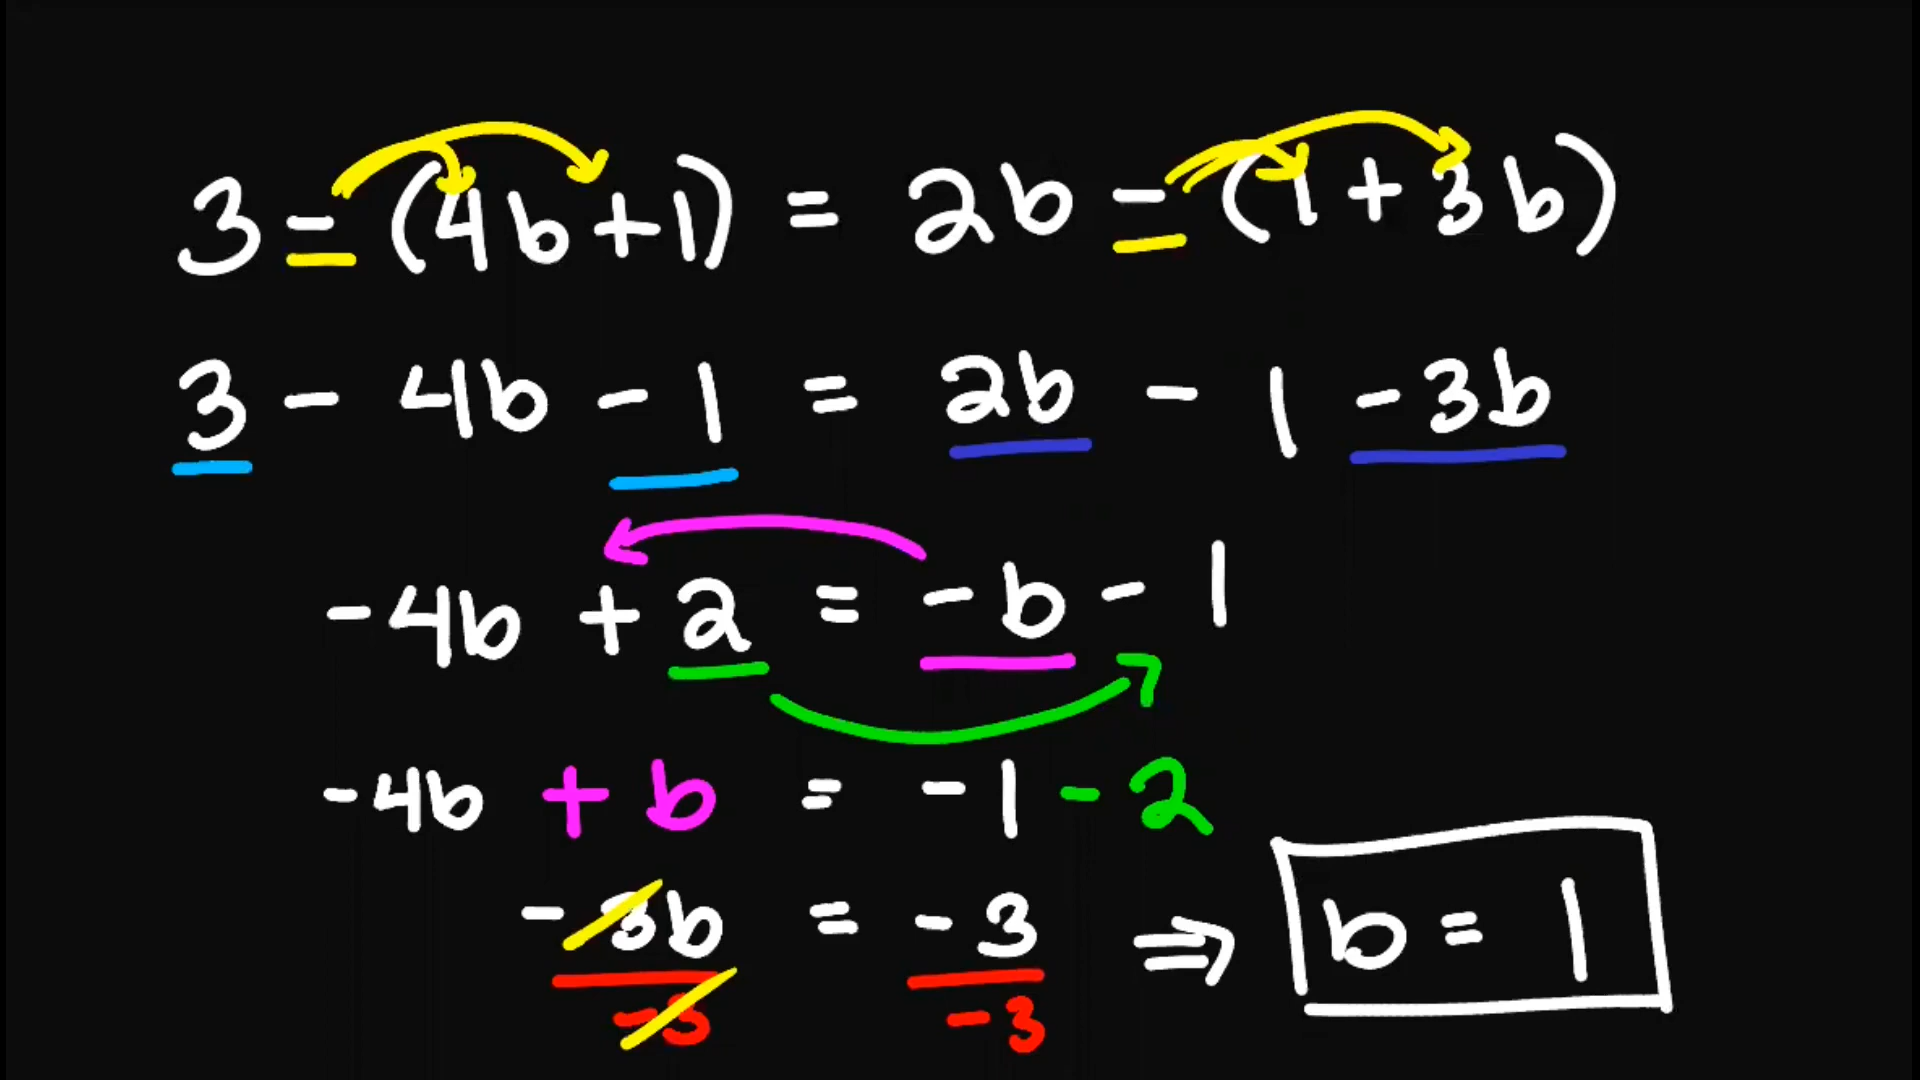 3 - (4b+1) = 2b - (1+3b)
3 - 4b - 1 = 2b - 1 - 3b
-4b + 2 = -b - 1
-4b + b = -1 - 2
-3b = -3 ⇒ b = 1
-3 -3